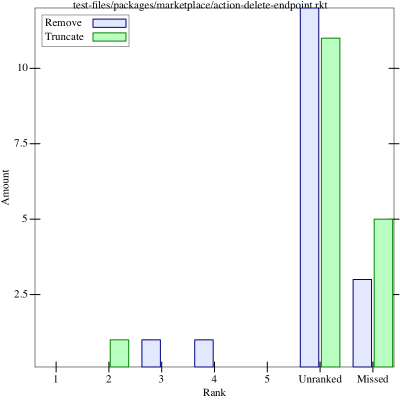 test-files/packages/marketplace/action-delete-endpoint.rkt
Remove
Truncate
10
7.5
5
2.5
Amount
1 2 3 4 5 Unranked Missed
Rank